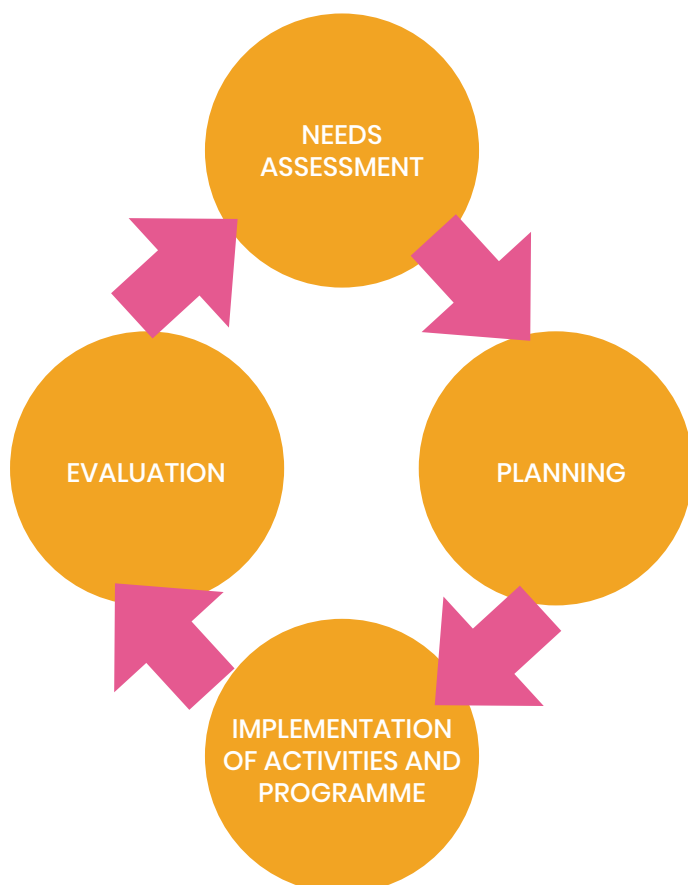 NEEDS
ASSESSMENT
EVALUATION
PLANNING
IMPLEMENTATION
OF ACTIVITIES AND
PROGRAMME